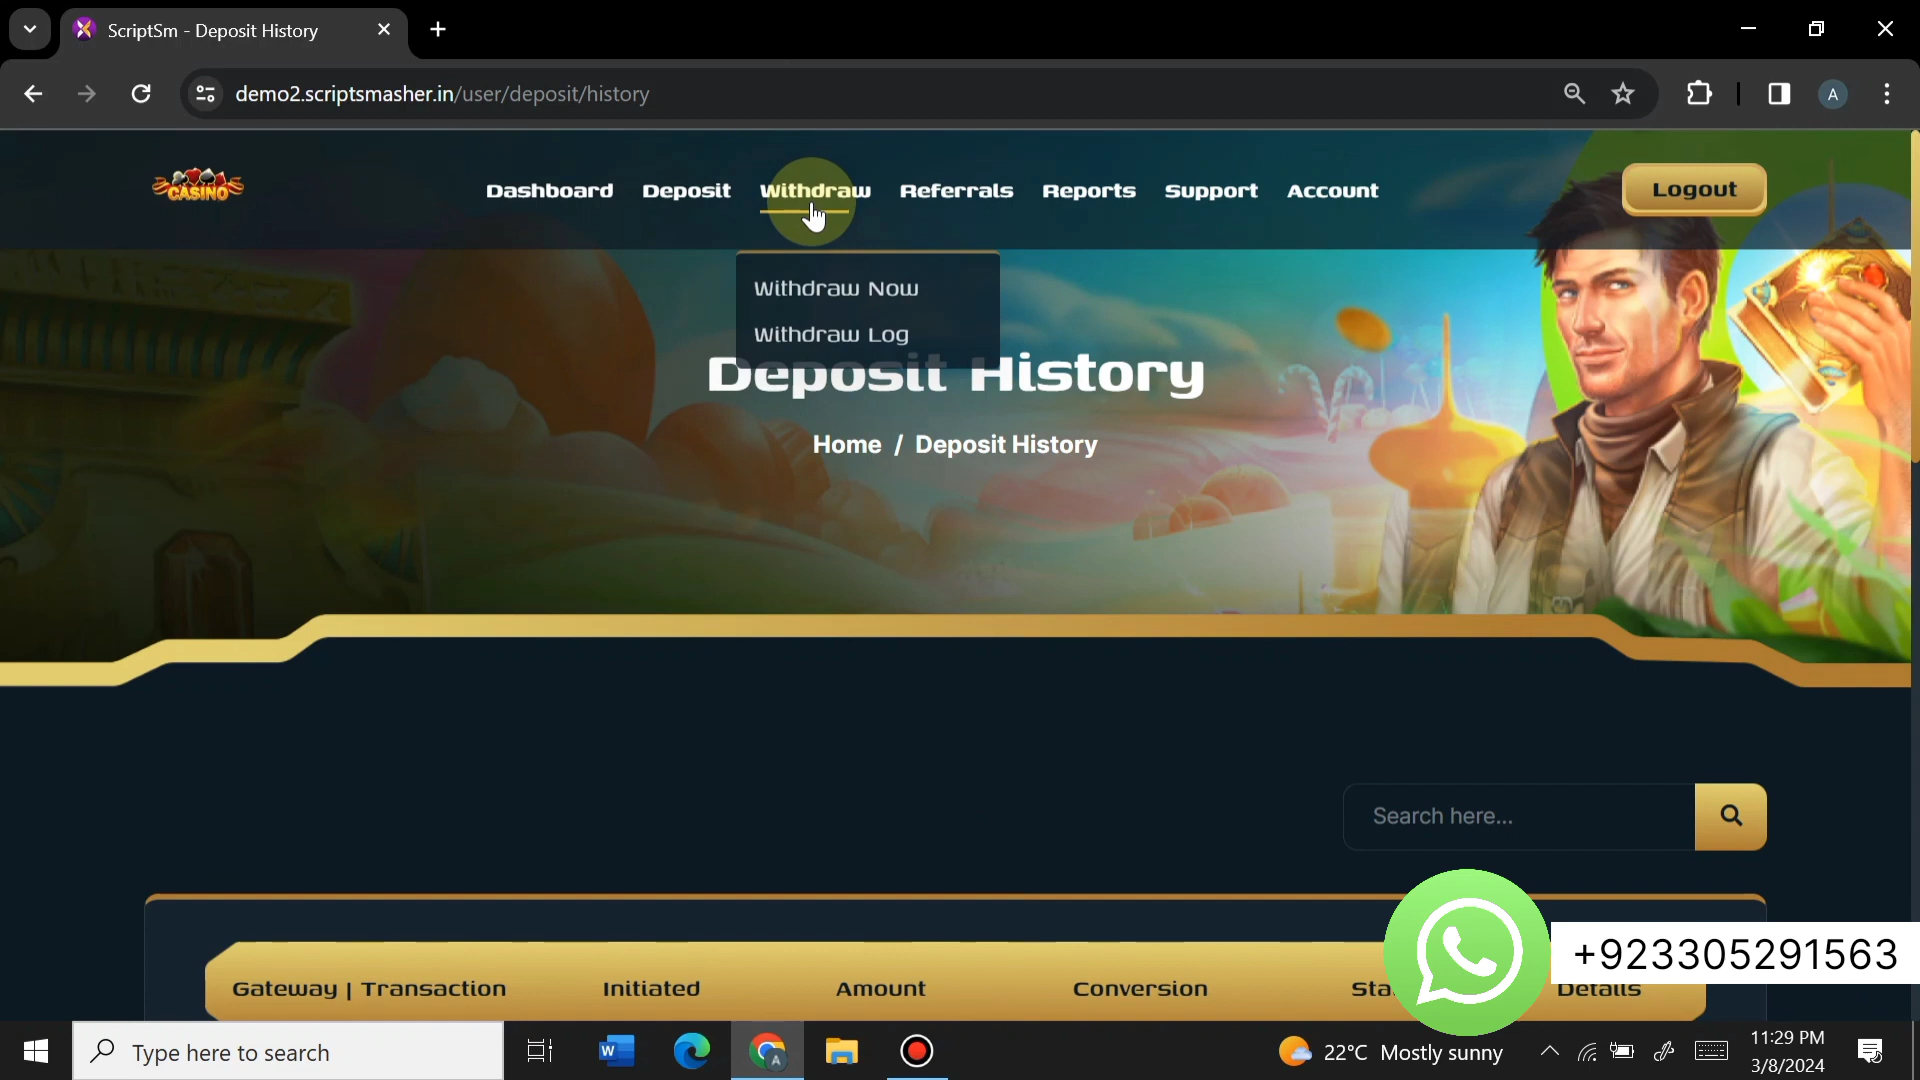 ScriptSm - Deposit History
demo2.scriptsmasher.in/user/deposit/history
A
CASINO
Dashboard Deposit Withdraw Referrals Reports Support Account Logout
Withdraw Now
Withdraw Log
Deposit History
Home / Deposit History
Search here...
+923305291563
Gateway | Transaction Initiated Amount Conversion Details
Type here to search
W
A
22°C Mostly sunny
11:29 PM
3/8/2024